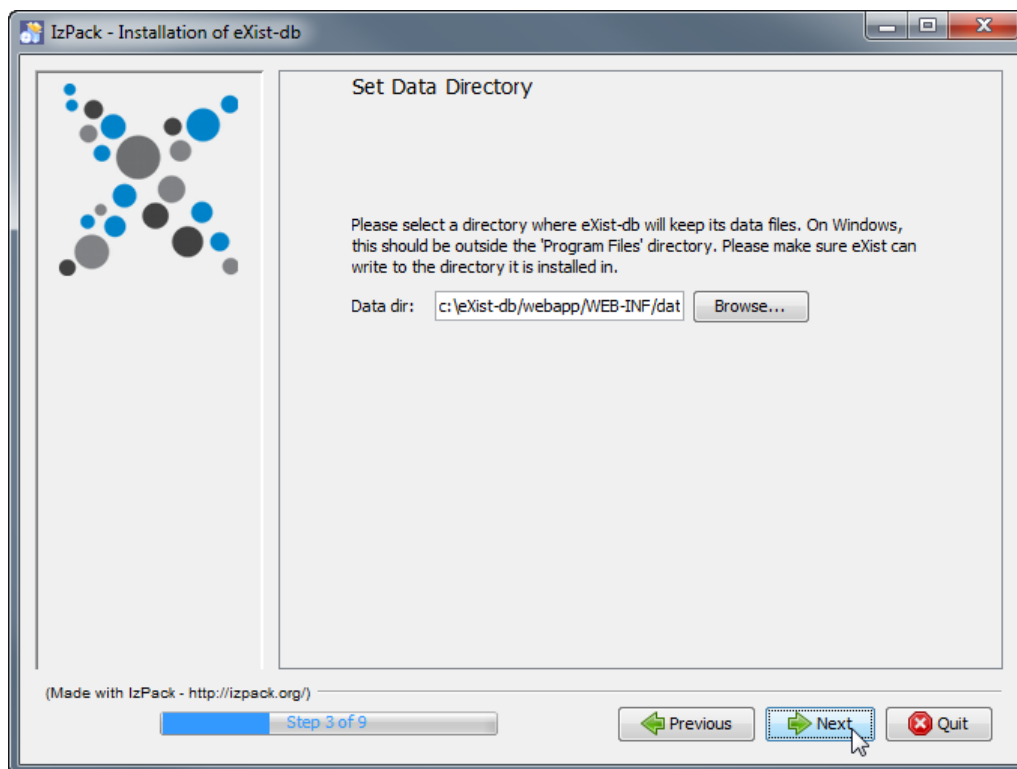 IzPack - Installation of eXist-db
Set Data Directory
Please select a directory where eXist-db will keep its data files. On Windows,
this should be outside the 'Program Files' directory. Please make sure eXist can
write to the directory it is installed in.
Data dir: c:\eXist-db/webapp/WEB-INF/dat Browse...
(Made with IzPack - http://izpack.org/)
Step 3 of 9 Previous Next Quit